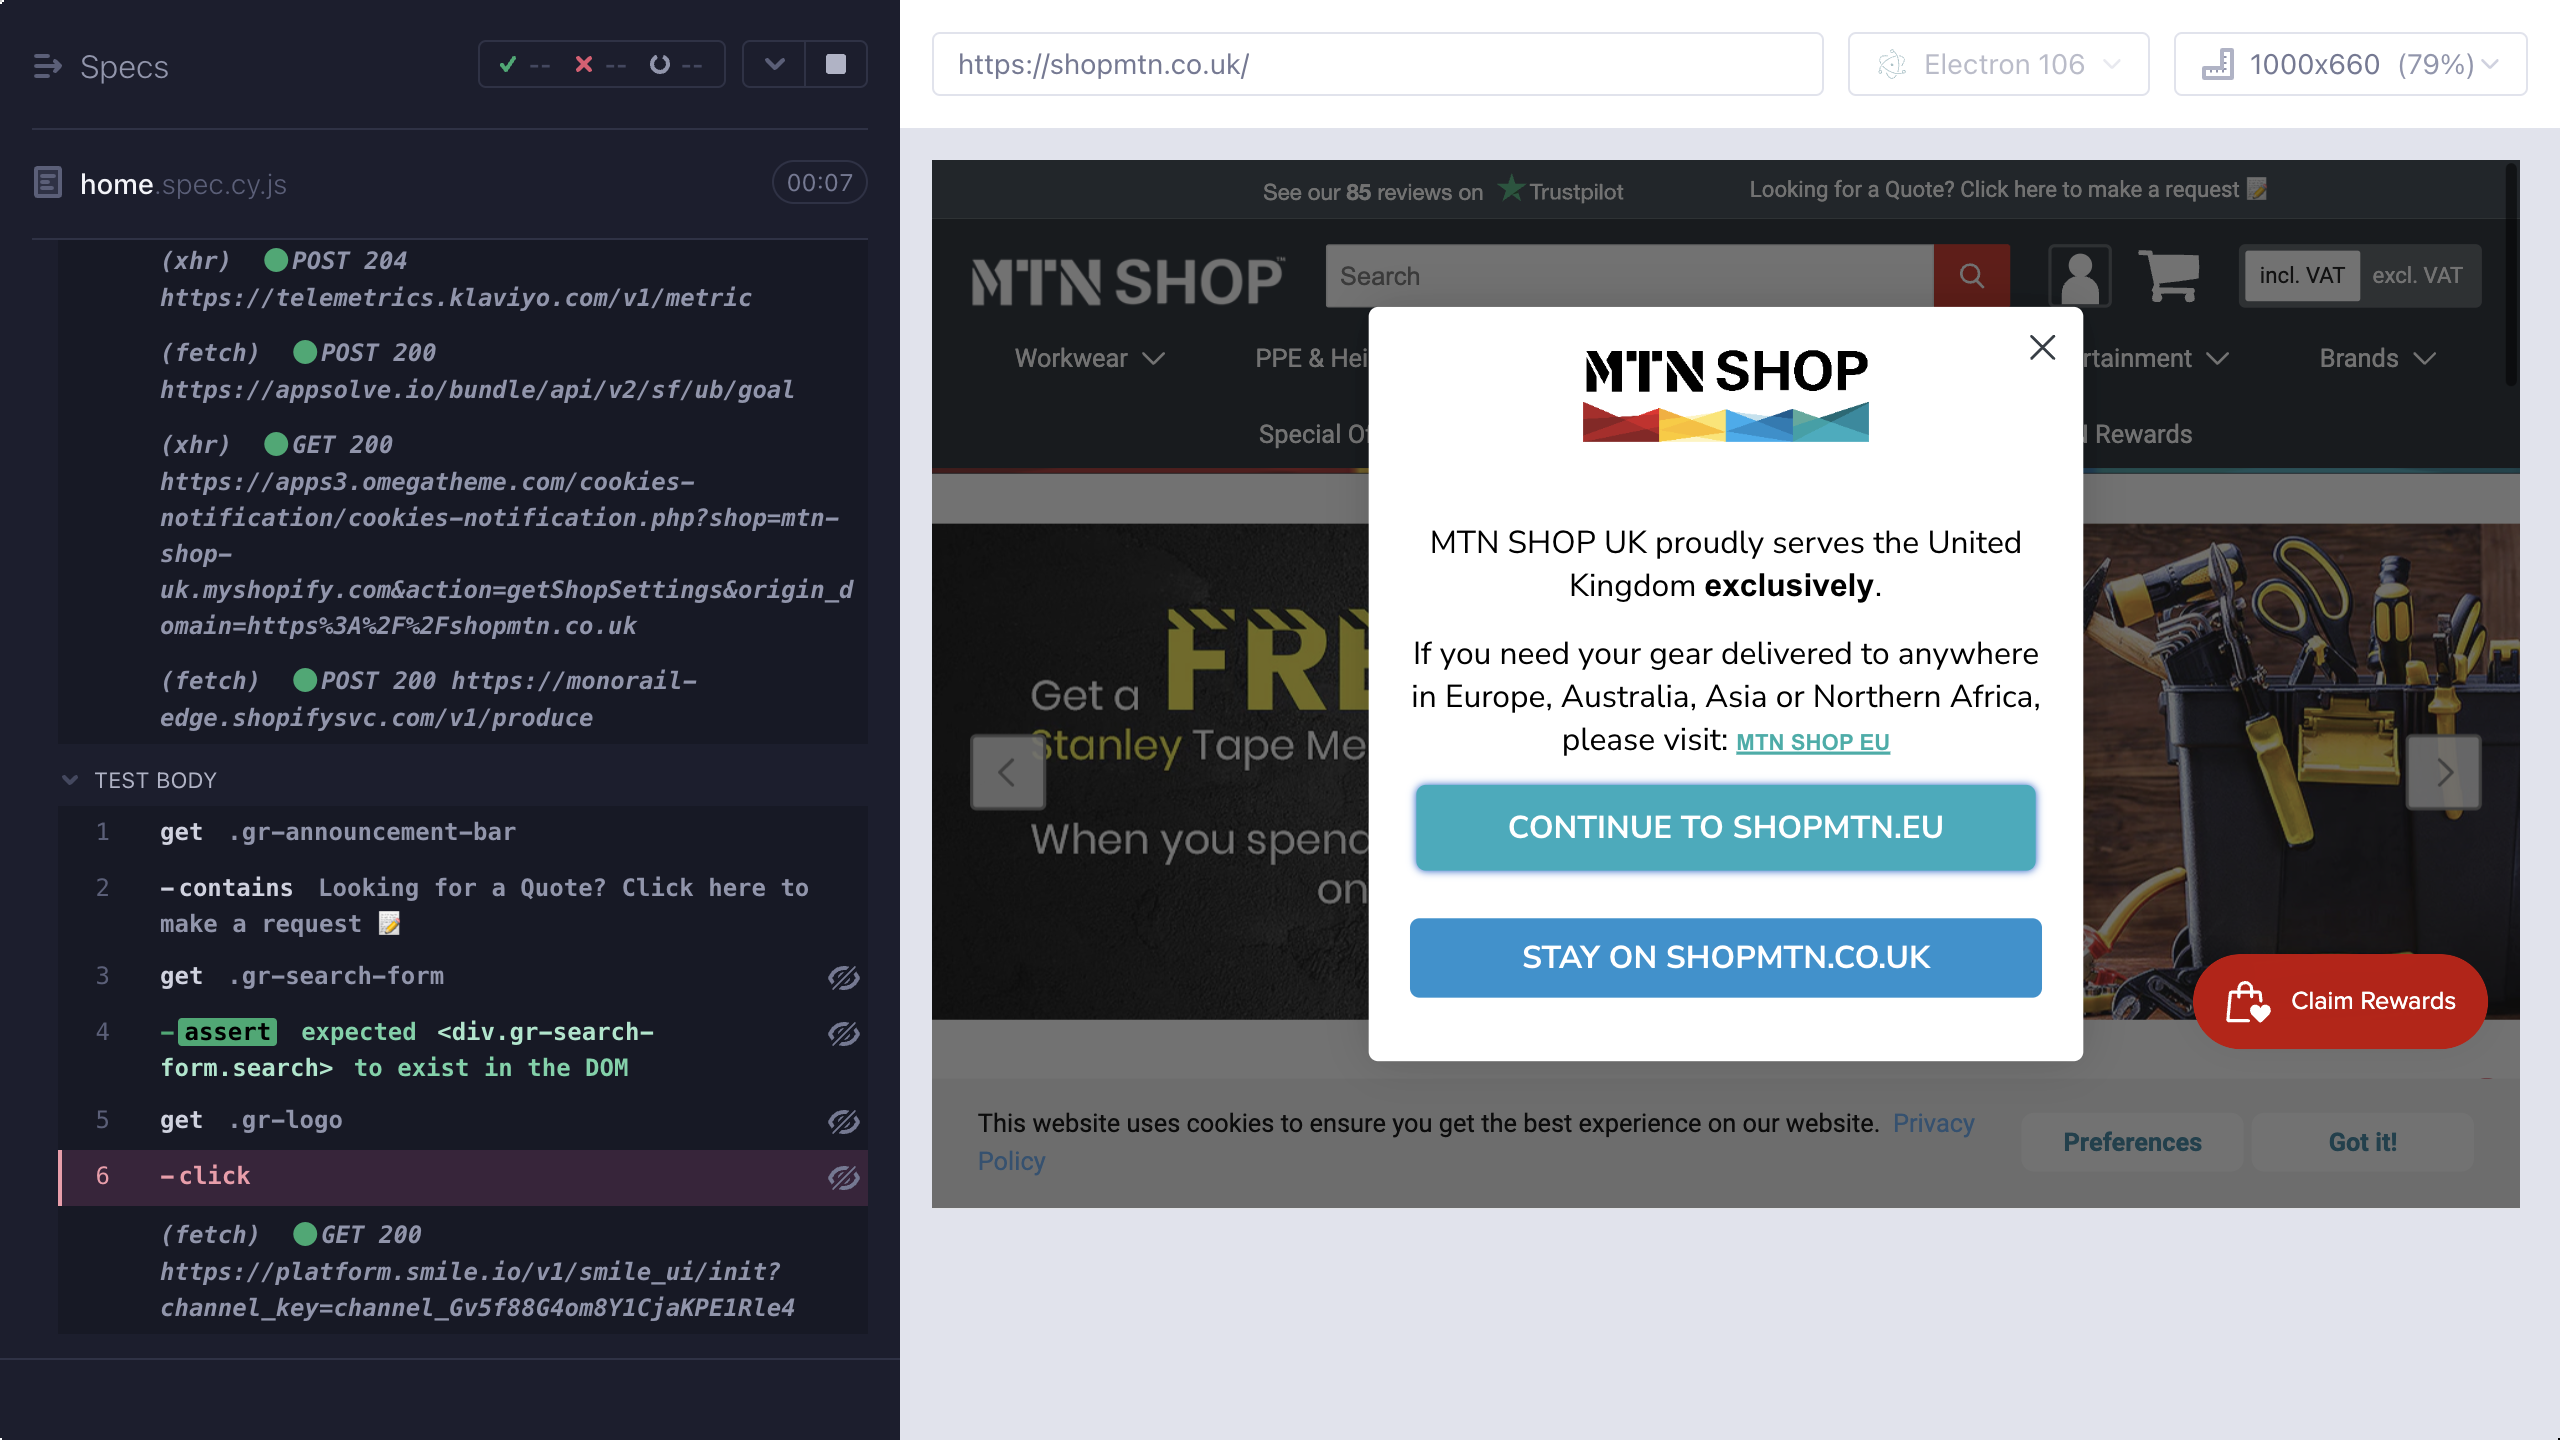 Specs
--
--
--
home.spec.cy.js
00:07
(xhr) POST 204
https://telemetrics.klaviyo.com/v1/metric
(fetch) POST 200
https://appsolve.io/bundle/api/v2/sf/ub/goal
(xhr) GET 200
https://apps3.omegatheme.com/cookies-
notification/cookies-notification.php?shop=mtn-
shop-
uk.myshopify.com&action=getShopSettings&origin_d
omain=https%3A%2F%2Fshopmtn.co.uk
(fetch) POST 200 https://monorail-
edge.shopifysvc.com/v1/produce
TEST BODY
1 get .gr-announcement-bar
2 -contains Looking for a Quote? Click here to
make a request 📝
3 get .gr-search-form
4 -assert expected <div.gr-search-
form.search> to exist in the DOM
5 get .gr-logo
6 -click
(fetch) GET 200
https://platform.smile.io/v1/smile_ui/init?
channel_key=channel_Gv5f88G4om8Y1CjaKPE1Rle4
https://shopmtn.co.uk/
Electron 106
1000x660 (79%)
See our 85 reviews on Trustpilot
Looking for a Quote? Click here to make a request 📝
MTN SHOP™
Search
incl. VAT
excl. VAT
Workwear
PPE & Hei
rtainment
Brands
Special Of
Rewards
Get a FRE
Stanley Tape Me
When you spend
on
MTN SHOP
MTN SHOP UK proudly serves the United
Kingdom exclusively.
If you need your gear delivered to anywhere
in Europe, Australia, Asia or Northern Africa,
please visit: MTN SHOP EU
CONTINUE TO SHOPMTN.EU
STAY ON SHOPMTN.CO.UK
Claim Rewards
This website uses cookies to ensure you get the best experience on our website. Privacy
Policy
Preferences
Got it!